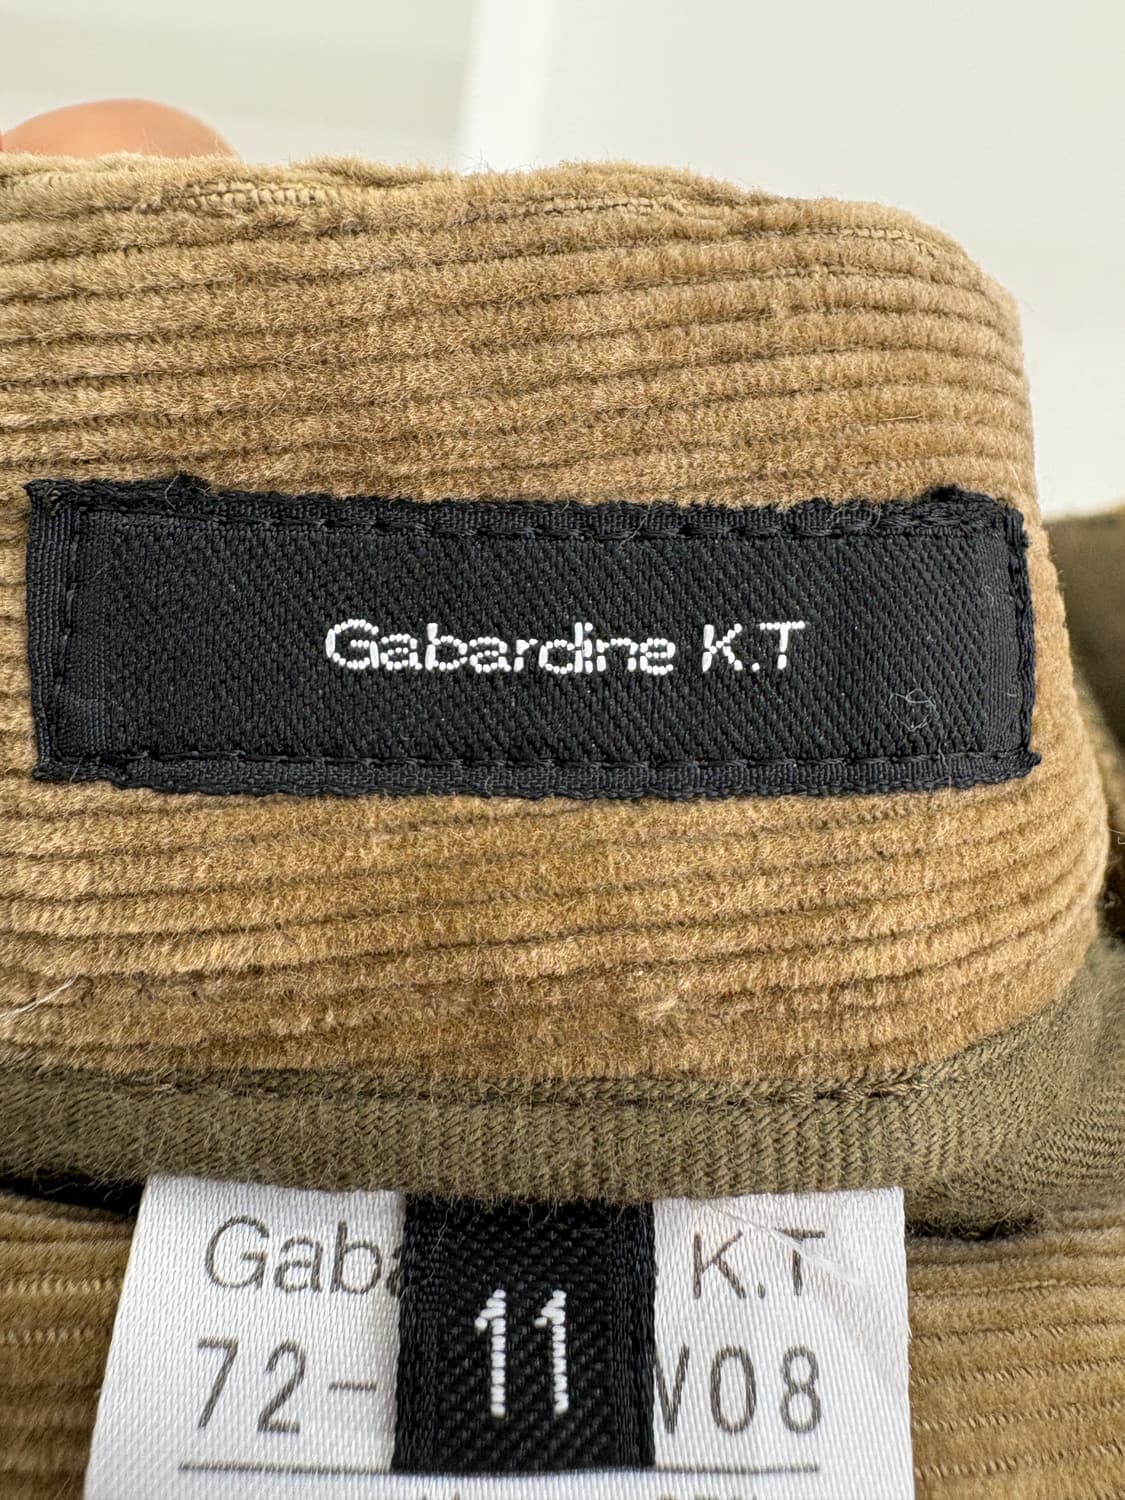 Gabardine K.T
Gaba K.T
11
72- V08